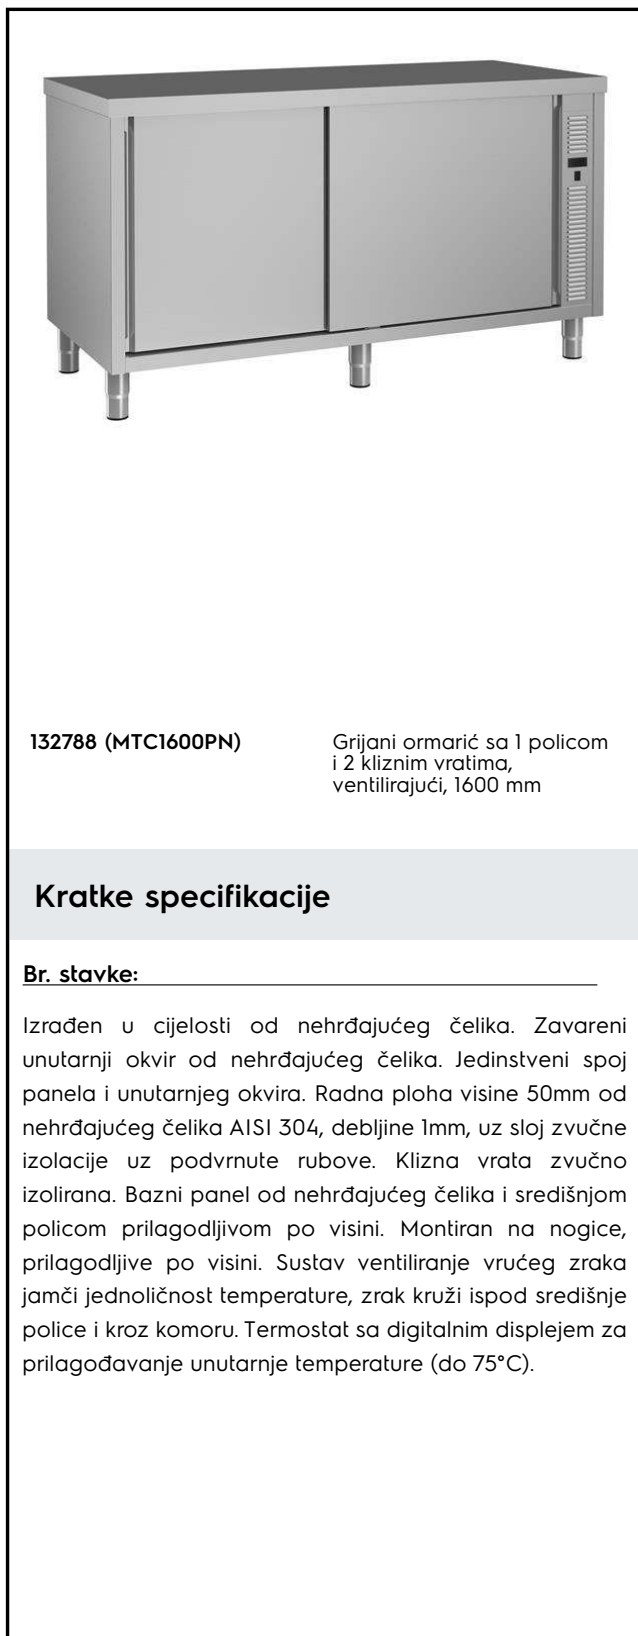 132788 (MTC1600PN)
Grijani ormarić sa 1 policom
i 2 kliznim vratima,
ventilirajući, 1600 mm
Kratke specifikacije
Br. stavke:
Izrađen u cijelosti od nehrđajućeg čelika. Zavareni
unutarnji okvir od nehrđajućeg čelika. Jedinstveni spoj
panela i unutarnjeg okvira. Radna ploha visine 50mm od
nehrđajućeg čelika AISI 304, debljine 1mm, uz sloj zvučne
izolacije uz podvrnute rubove. Klizna vrata zvučno
izolirana. Bazni panel od nehrđajućeg čelika i središnjom
policom prilagodljivom po visini. Montiran na nogice,
prilagodljive po visini. Sustav ventiliranje vrućeg zraka
jamči jednoličnost temperature, zrak kruži ispod središnje
police i kroz komoru. Termostat sa digitalnim displejem za
prilagođavanje unutarnje temperature (do 75°C).